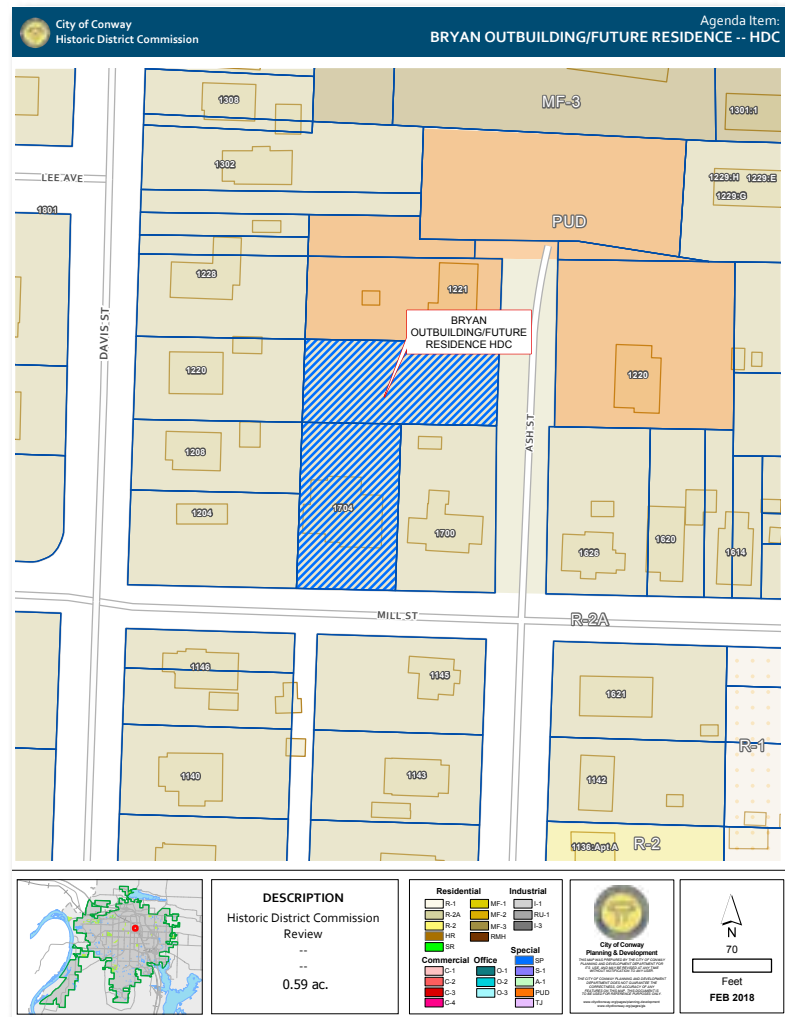 City of Conway
Historic District Commission
Agenda Item:
BRYAN OUTBUILDING/FUTURE RESIDENCE -- HDC
1308
MF-3
1301:1
1302
LEE AVE
1229:H 1229:E
1229:G
1801
PUD
1228
1221
BRYAN
OUTBUILDING/FUTURE
RESIDENCE HDC
DAVIS ST
1220
1220
ASH ST
1208
1204
1704
1700
1626
1620
1614
MILL ST
R-2A
1146
1145
1621
R-1
1140
1143
1142
1138:Apt A
R-2
DESCRIPTION
Historic District Commission
Review
--
--
0.59 ac.
Residential
R-1
R-2A
R-2
HR
SR
MF-1
MF-2
MF-3
RMH
Industrial
I-1
RU-1
I-3
Commercial
C-1
C-2
C-3
C-4
Office
O-1
O-2
O-3
Special
SP
S-1
A-1
PUD
TJ
City of Conway
Planning & Development
N
70
Feet
FEB 2018